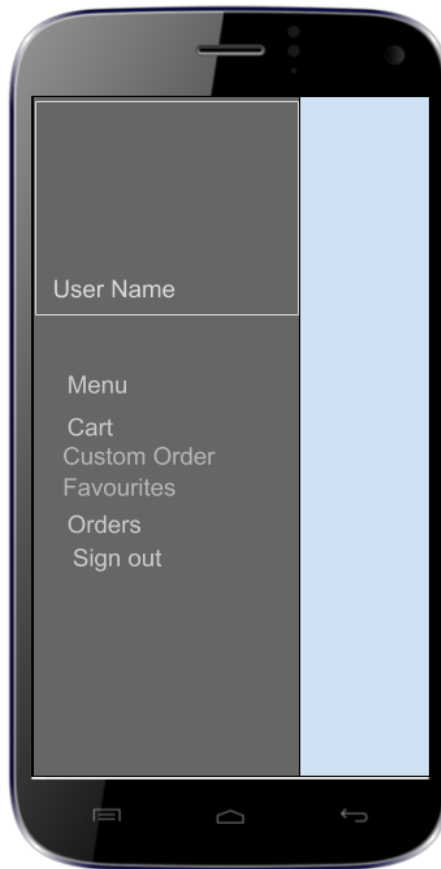 User Name
Menu
Cart
Custom Order
Favourites
Orders
Sign out